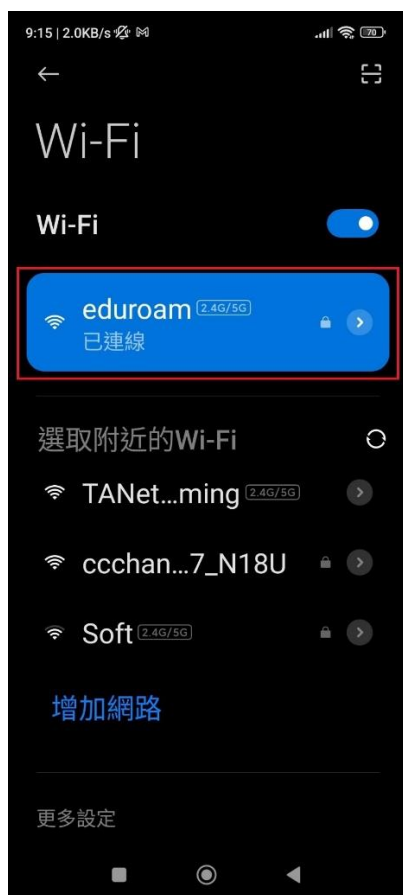 9:15 | 2.0KB/s
70
Wi-Fi
Wi-Fi
eduroam 2.4G/5G
已連線
選取附近的Wi-Fi
TANet...ming 2.4G/5G
ccchan...7_N18U
Soft 2.4G/5G
增加網路
更多設定